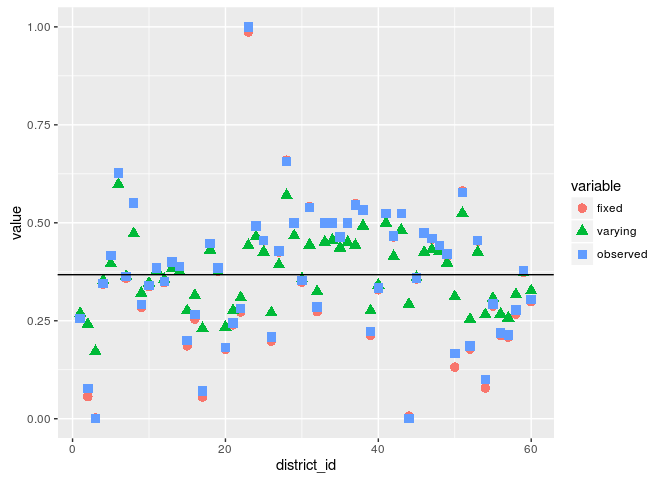 1.00
0.75
0.50
0.25
0.00
value
0
20
40
60
district_id
variable
fixed
varying
observed